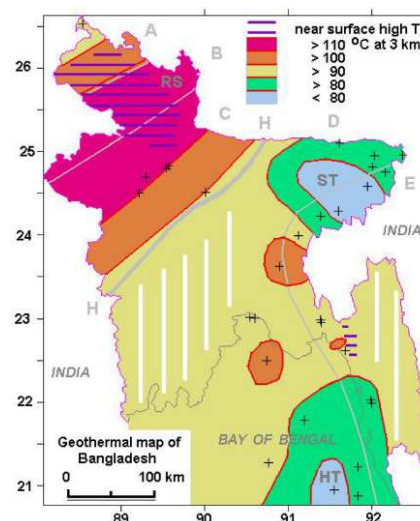 near surface high T
> 110 °C at 3 km
> 100
> 90
> 80
< 80
A
B
RS
C
H
D
ST
E
INDIA
H
INDIA
BAY OF BENGAL
HT
Geothermal map of
Bangladesh
0 100 km
26
25
24
23
22
21
89
90
91
92